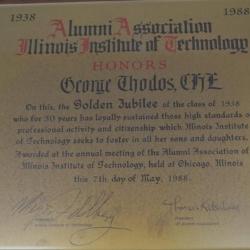 1938 1988
Alumni Association
Illinois Institute of Technology
HONORS
George Thodos, CHE
On this, the Golden Jubilee of the class of 1938
who for 50 years has loyally sustained those high standards of
professional activity and citizenship which Illinois Institute
of Technology seeks to foster in all her sons and daughters.
Awarded at the annual meeting of the Alumni Association of
Illinois Institute of Technology, held at Chicago, Illinois
this 7th day of May, 1988.